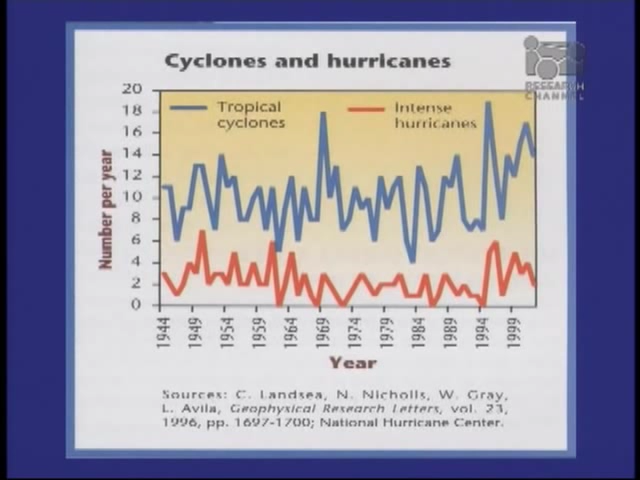 Cyclones and hurricanes
RESEARCH
CHANNEL
20
18
16
14
12
10
8
6
4
2
0
Number per year
Tropical
cyclones
Intense
hurricanes
1944
1949
1954
1959
1964
1969
1974
1979
1984
1989
1994
1999
Year
Sources: C. Landsea, N. Nicholls, W. Gray,
L. Avila, Geophysical Research Letters, vol. 23,
1996, pp. 1697-1700; National Hurricane Center.